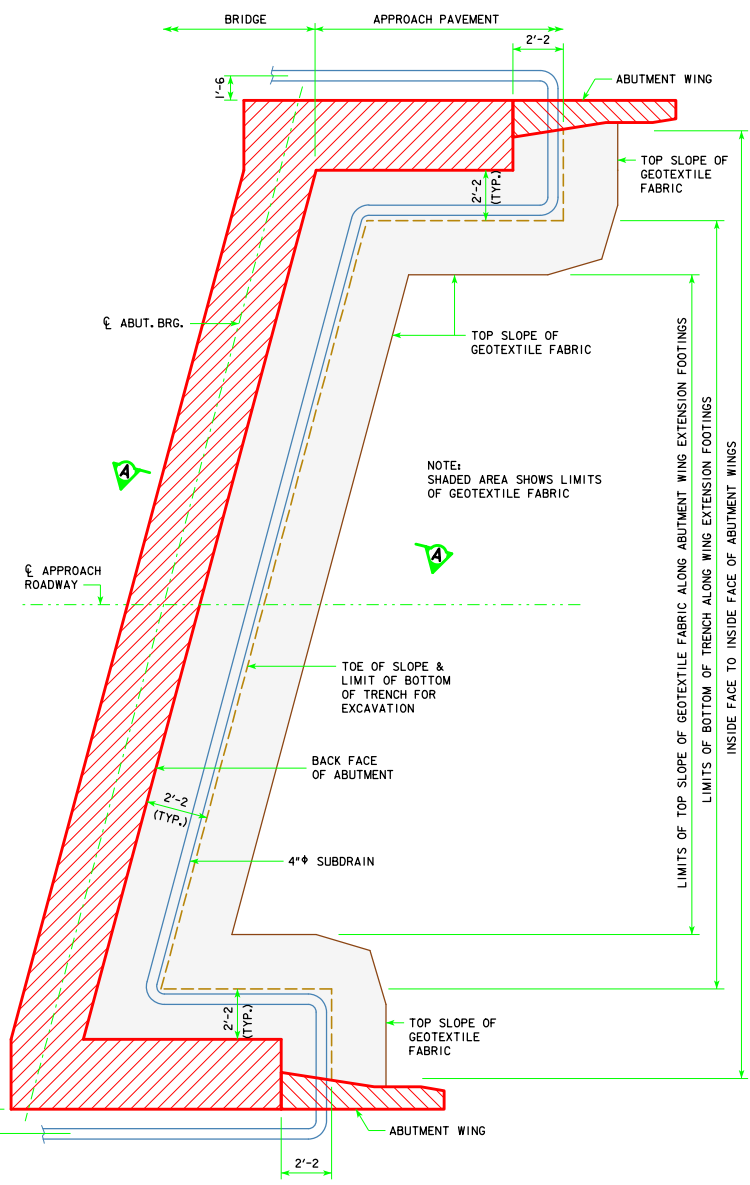 BRIDGE
APPROACH PAVEMENT
2'-2
1'-6
ABUTMENT WING
TOP SLOPE OF
GEOTEXTILE
FABRIC
2'-2
(TYP.)
℄ ABUT. BRG.
TOP SLOPE OF
GEOTEXTILE FABRIC
A
NOTE:
SHADED AREA SHOWS LIMITS
OF GEOTEXTILE FABRIC
A
℄ APPROACH
ROADWAY
TOE OF SLOPE &
LIMIT OF BOTTOM
OF TRENCH FOR
EXCAVATION
BACK FACE
OF ABUTMENT
2'-2
(TYP.)
4"ϕ SUBDRAIN
LIMITS OF TOP SLOPE OF GEOTEXTILE FABRIC ALONG ABUTMENT WING EXTENSION FOOTINGS
LIMITS OF BOTTOM OF TRENCH ALONG WING EXTENSION FOOTINGS
INSIDE FACE TO INSIDE FACE OF ABUTMENT WINGS
2'-2
(TYP.)
TOP SLOPE OF
GEOTEXTILE
FABRIC
ABUTMENT WING
2'-2